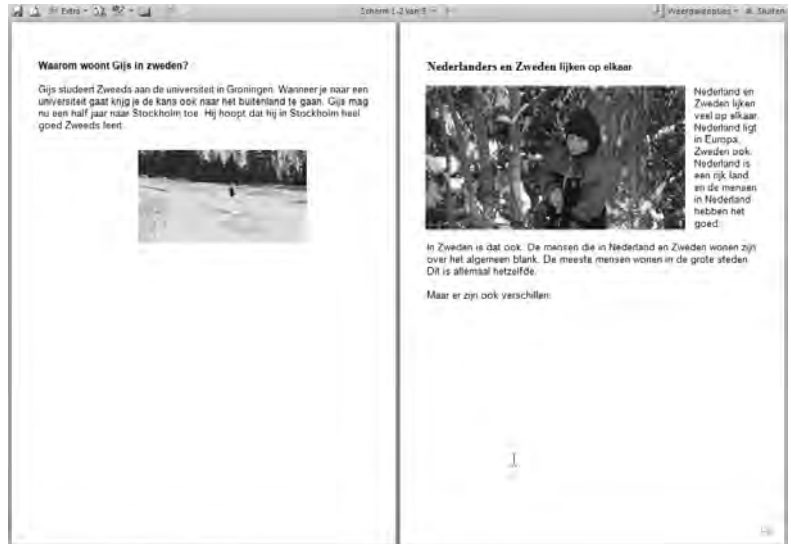 Extra
Scherm 1-2 van 5
Weergaveopties
Sluiten
Waarom woont Gijs in zweden?
Gijs studeert Zweeds aan de universiteit in Groningen. Wanneer je naar een
universiteit gaat krijg je de kans ook naar het buitenland te gaan. Gijs mag
nu een half jaar naar Stockholm toe. Hij hoopt dat hij in Stockholm heel
goed Zweeds leert.
Nederlanders en Zweden lijken op elkaar
Nederland en
Zweden lijken
veel op elkaar.
Nederland ligt
in Europa,
Zweden ook.
Nederland is
een rijk land
en de mensen
in Nederland
hebben het
goed.
In Zweden is dat ook. De mensen die in Nederland en Zweden wonen zijn
over het algemeen blank. De meeste mensen wonen in de grote steden.
Dit is allemaal hetzelfde.
Maar er zijn ook verschillen: